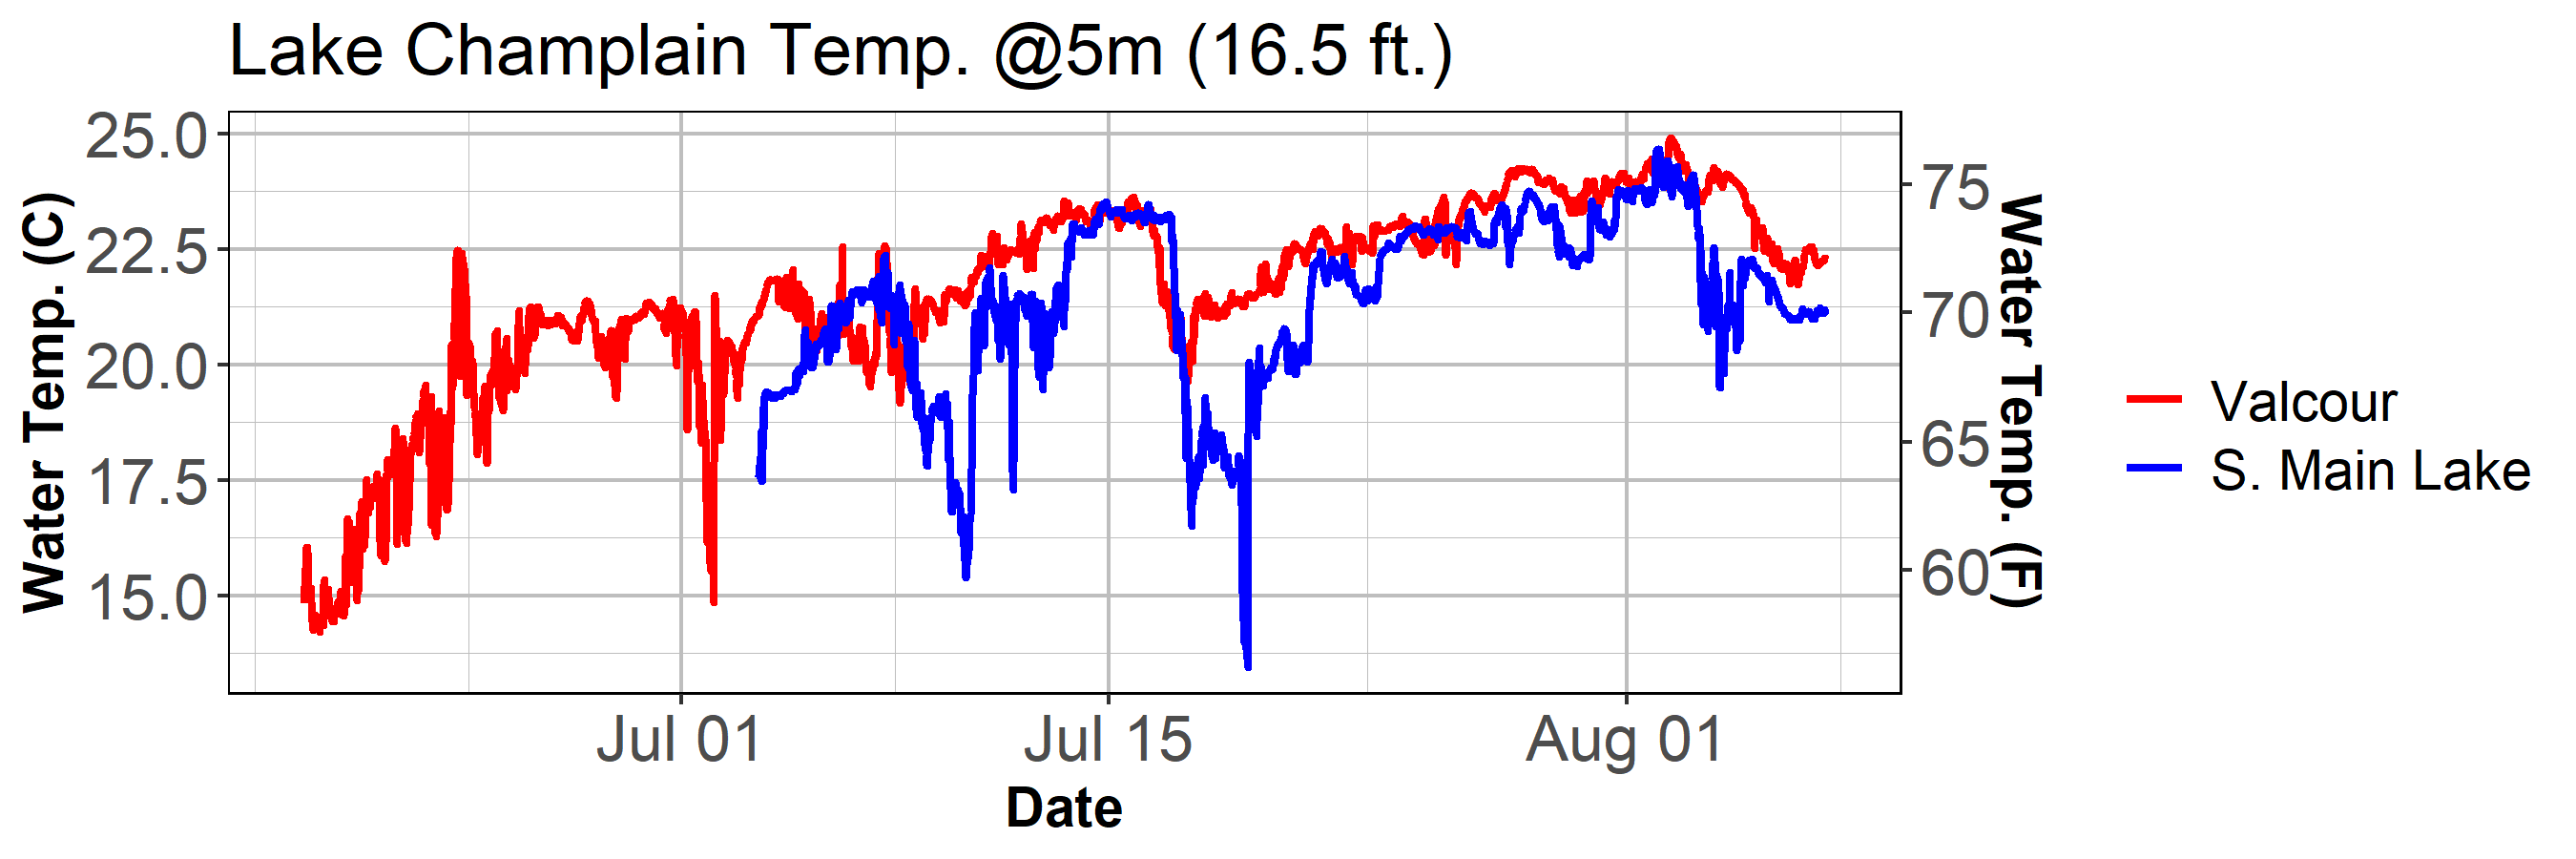 Lake Champlain Temp. @5m (16.5 ft.)
Water Temp. (C)
25.0
22.5
20.0
17.5
15.0
75
70
65
60
Water Temp. (F)
Jul 01
Jul 15
Aug 01
Date
Valcour
S. Main Lake